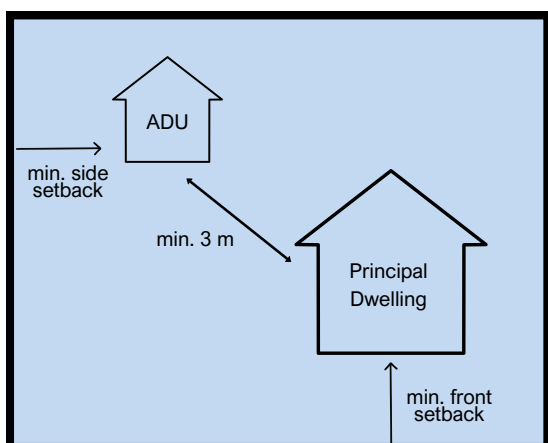 ADU
min. side
setback
min. 3 m
Principal
Dwelling
min. front
setback